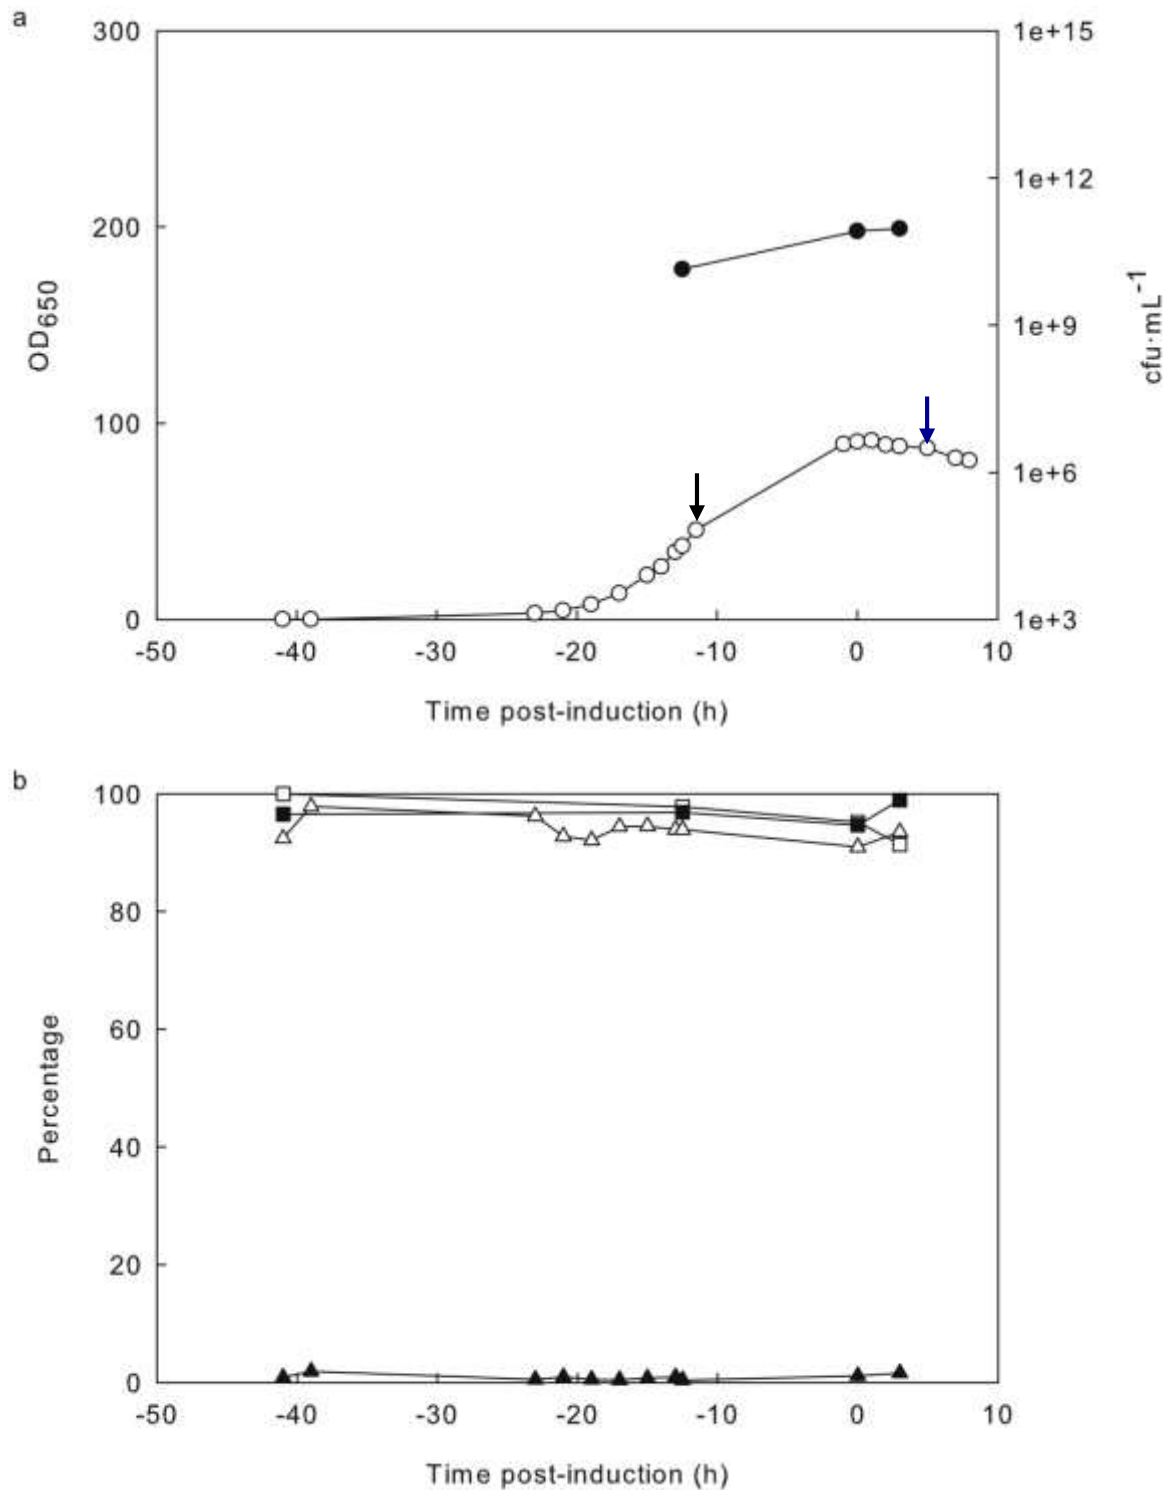 a
300
200
100
0
OD650
1e+15
1e+12
1e+9
1e+6
1e+3
cfu·mL-1
-50 -40 -30 -20 -10 0 10
Time post-induction (h)
b
100
80
60
40
20
0
Percentage
-50 -40 -30 -20 -10 0 10
Time post-induction (h)